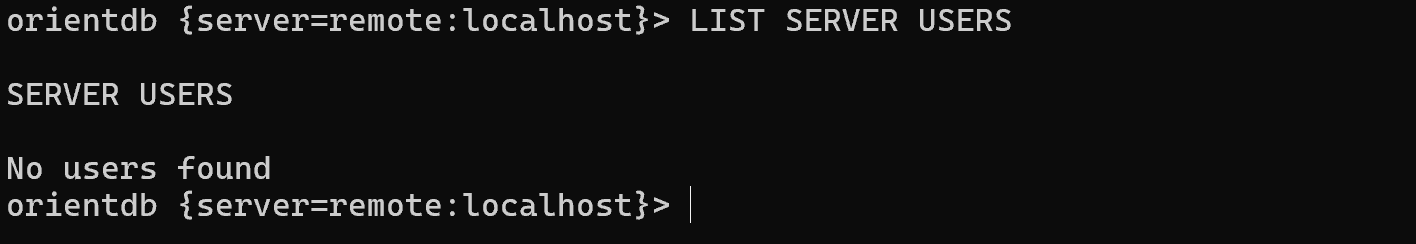 orientdb {server=remote:localhost}> LIST SERVER USERS
SERVER USERS
No users found
orientdb {server=remote:localhost}>